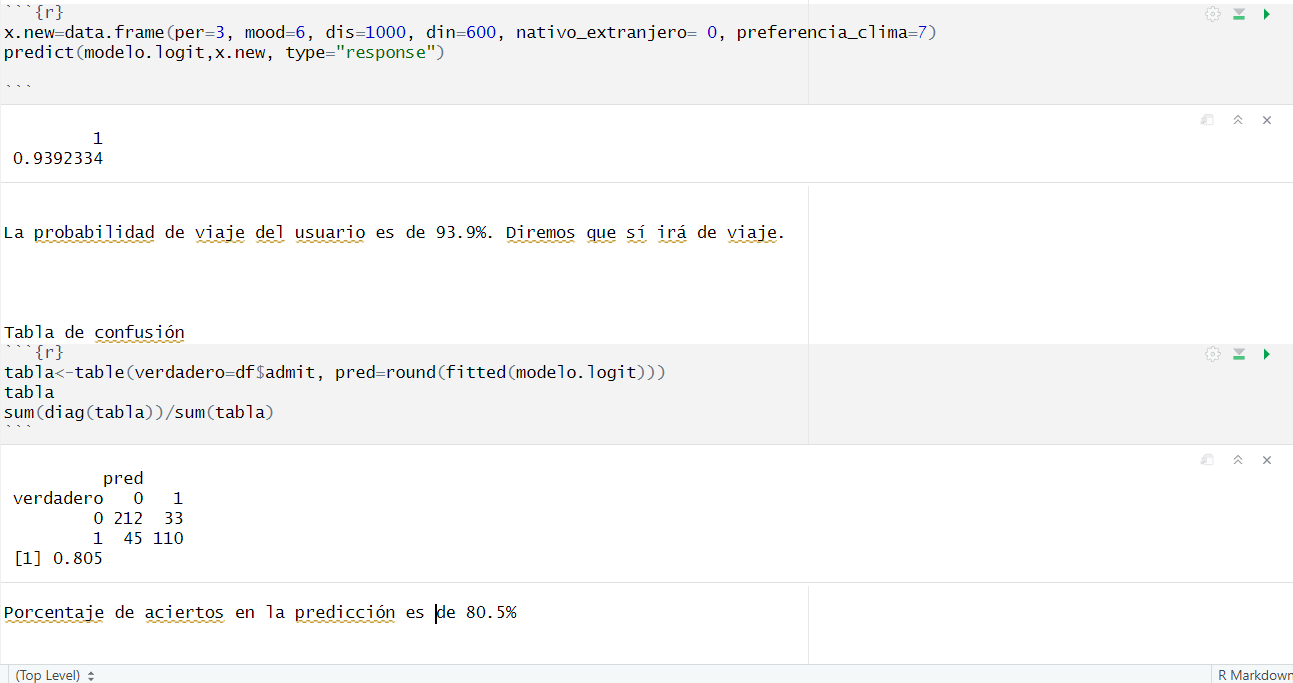 ```{r}
x.new=data.frame(per=3, mood=6, dis=1000, din=600, nativo_extranjero= 0, preferencia_clima=7)
predict(modelo.logit,x.new, type="response")
```
1
0.9392334
La probabilidad de viaje del usuario es de 93.9%. Diremos que sí irá de viaje.
Tabla de confusión
```{r}
tabla<-table(verdadero=df$admit, pred=round(fitted(modelo.logit)))
tabla
sum(diag(tabla))/sum(tabla)
```
pred
verdadero   0   1
0 212  33
1  45 110
[1] 0.805
Porcentaje de aciertos en la predicción es de 80.5%
(Top Level)
R Markdown